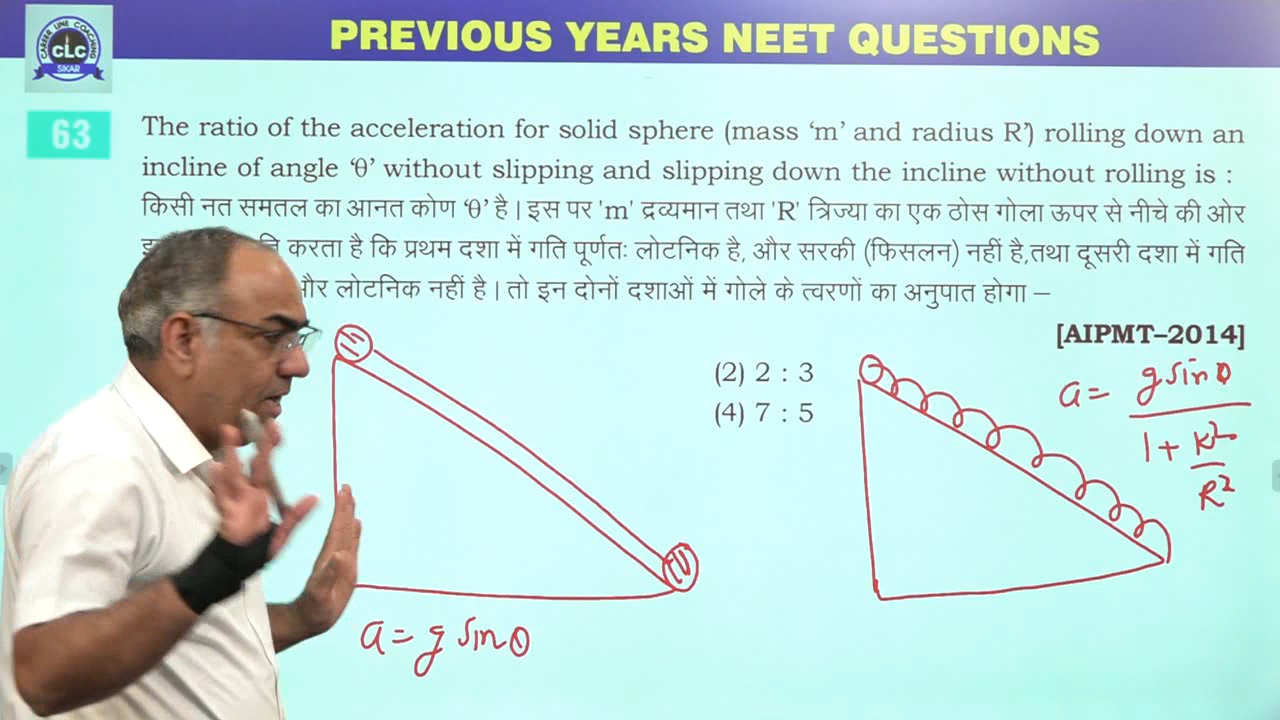 PREVIOUS YEARS NEET QUESTIONS
CAREER LINE COACHING
CLC
SIKAR
63
The ratio of the acceleration for solid sphere (mass ‘m’ and radius R’) rolling down an
incline of angle ‘θ’ without slipping and slipping down the incline without rolling is :
किसी नत समतल का आनत कोण ‘θ’ है। इस पर 'm' द्रव्यमान तथा 'R' त्रिज्या का एक ठोस गोला ऊपर से नीचे की ओर
करता है कि प्रथम दशा में गति पूर्णतः लोटनिक है, और सरकी (फिसलन) नहीं है,तथा दूसरी दशा में गति
और लोटनिक नहीं है। तो इन दोनों दशाओं में गोले के त्वरणों का अनुपात होगा –
[AIPMT–2014]
(2) 2 : 3
(4) 7 : 5
a = g sin θ / 1 + K² / R²
a = g sin θ